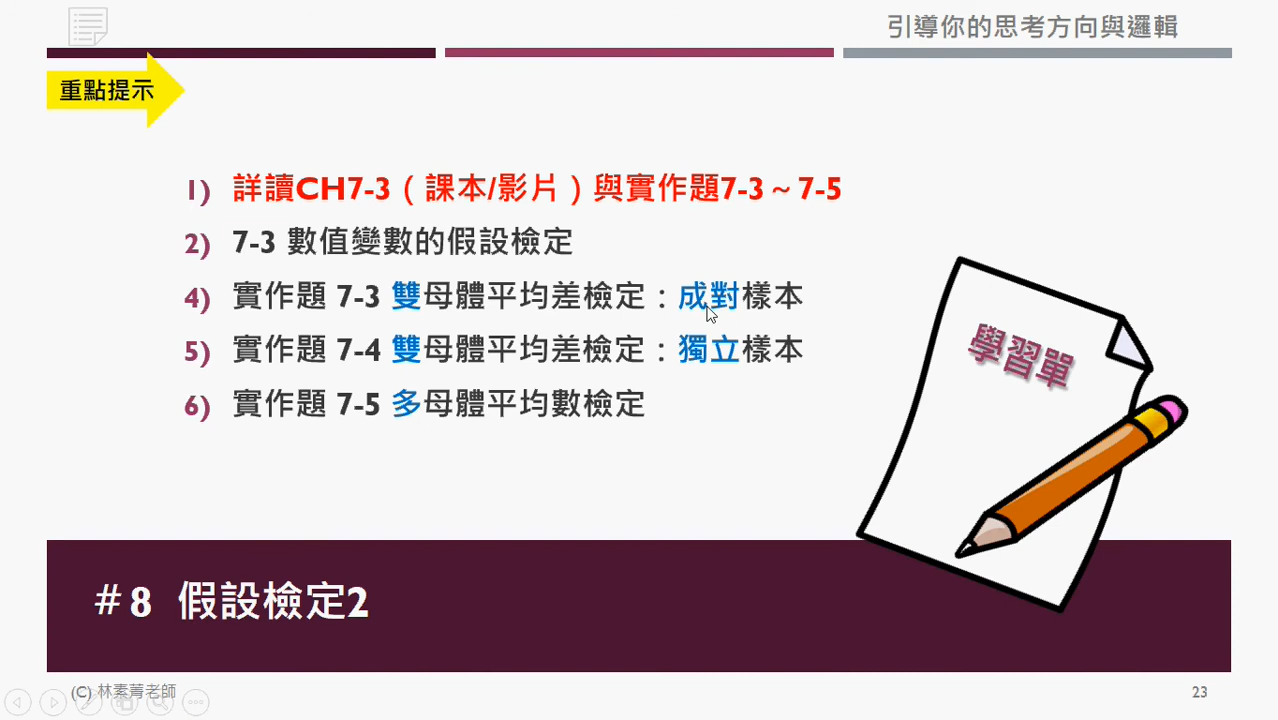 引導你的思考方向與邏輯
重點提示
1) 詳讀CH7-3（課本/影片）與實作題7-3～7-5
2) 7-3 數值變數的假設檢定
4) 實作題 7-3 雙母體平均差檢定：成對樣本
5) 實作題 7-4 雙母體平均差檢定：獨立樣本
6) 實作題 7-5 多母體平均數檢定
學習單
＃8 假設檢定2
(C) 林素菁老師
23